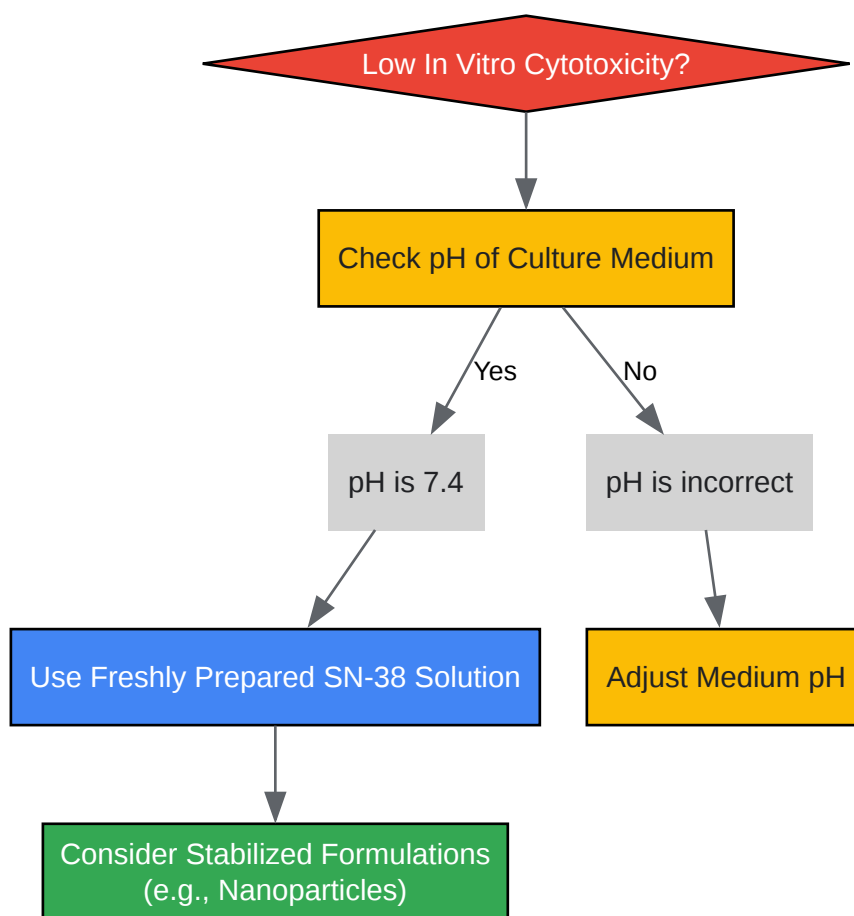 Low In Vitro Cytotoxicity?
Check pH of Culture Medium
Yes
No
pH is 7.4
pH is incorrect
Use Freshly Prepared SN-38 Solution
Adjust Medium pH
Consider Stabilized Formulations
(e.g., Nanoparticles)